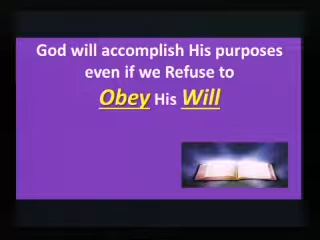 God will accomplish His purposes
even if we Refuse to
Obey His Will